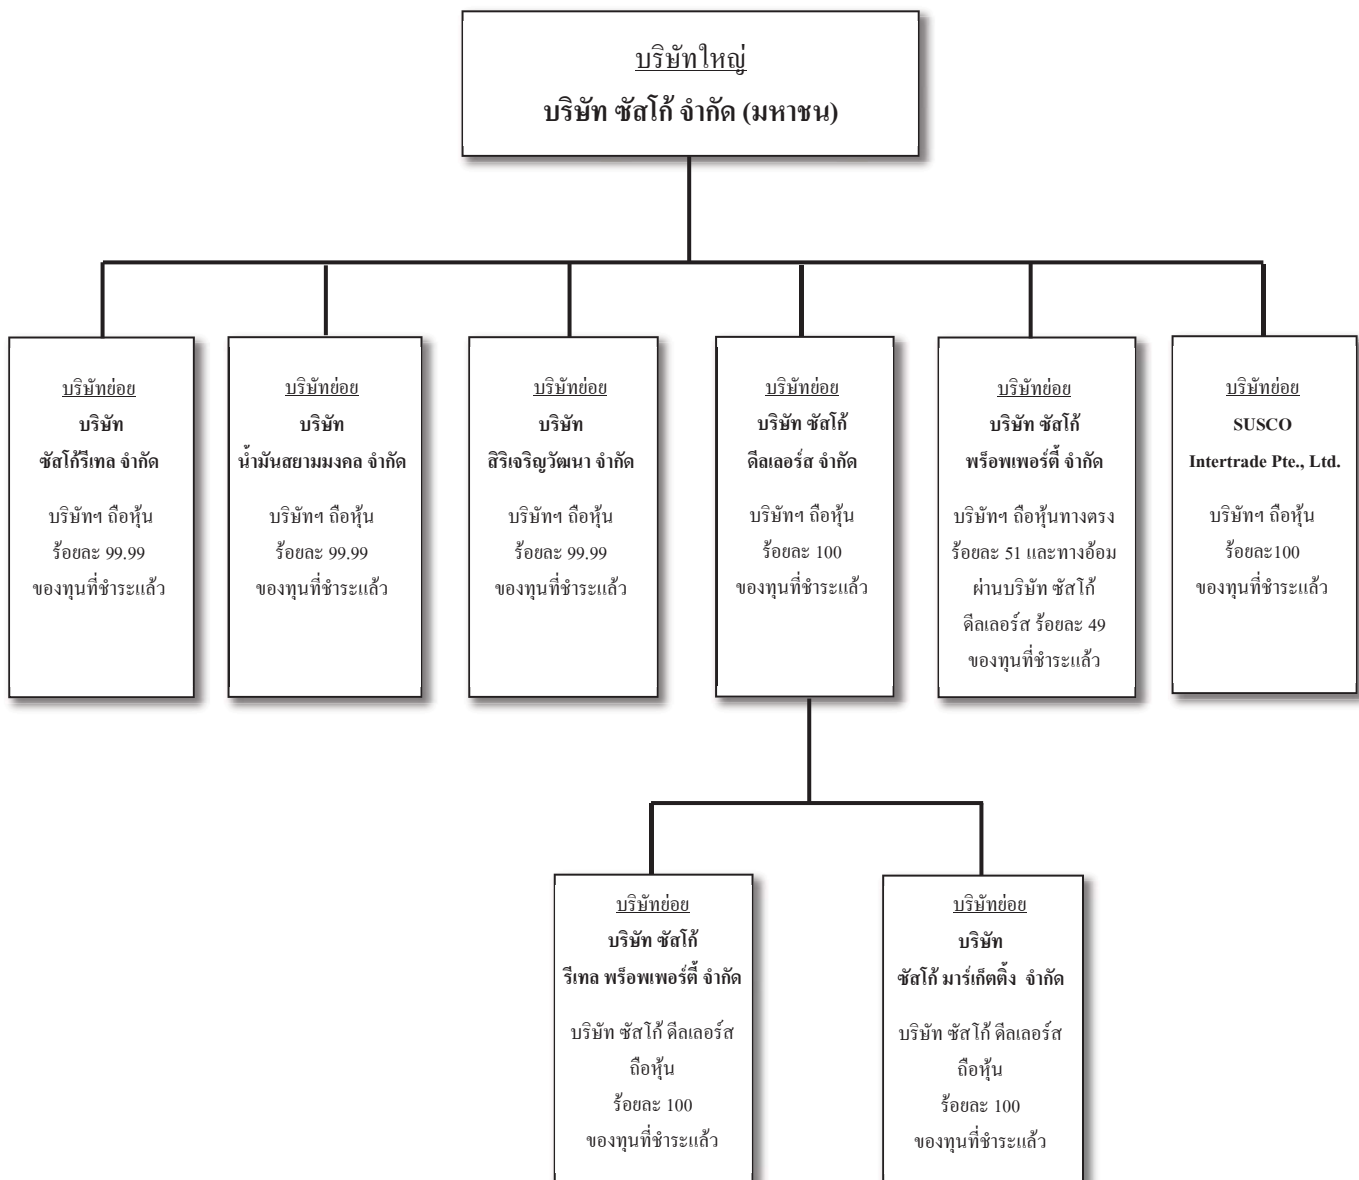 บริษัทใหญ่
บริษัท ซัสโก้ จำกัด (มหาชน)
บริษัทย่อย
บริษัท
ซัสโก้รีเทล จำกัด
บริษัทฯ ถือหุ้น
ร้อยละ 99.99
ของทุนที่ชำระแล้ว
บริษัทย่อย
บริษัท
น้ำมันสยามมงคล จำกัด
บริษัทฯ ถือหุ้น
ร้อยละ 99.99
ของทุนที่ชำระแล้ว
บริษัทย่อย
บริษัท
สิริเจริญวัฒนา จำกัด
บริษัทฯ ถือหุ้น
ร้อยละ 99.99
ของทุนที่ชำระแล้ว
บริษัทย่อย
บริษัท ซัสโก้
ดีลเลอร์ส จำกัด
บริษัทฯ ถือหุ้น
ร้อยละ 100
ของทุนที่ชำระแล้ว
บริษัทย่อย
บริษัท ซัสโก้
พร็อพเพอร์ตี้ จำกัด
บริษัทฯ ถือหุ้นทางตรง
ร้อยละ 51 และทางอ้อม
ผ่านบริษัท ซัสโก้
ดีลเลอร์ส ร้อยละ 49
ของทุนที่ชำระแล้ว
บริษัทย่อย
SUSCO
Intertrade Pte., Ltd.
บริษัทฯ ถือหุ้น
ร้อยละ100
ของทุนที่ชำระแล้ว
บริษัทย่อย
บริษัท ซัสโก้
รีเทล พร็อพเพอร์ตี้ จำกัด
บริษัท ซัสโก้ ดีลเลอร์ส
ถือหุ้น
ร้อยละ 100
ของทุนที่ชำระแล้ว
บริษัทย่อย
บริษัท
ซัสโก้ มาร์เก็ตติ้ง จำกัด
บริษัท ซัสโก้ ดีลเลอร์ส
ถือหุ้น
ร้อยละ 100
ของทุนที่ชำระแล้ว